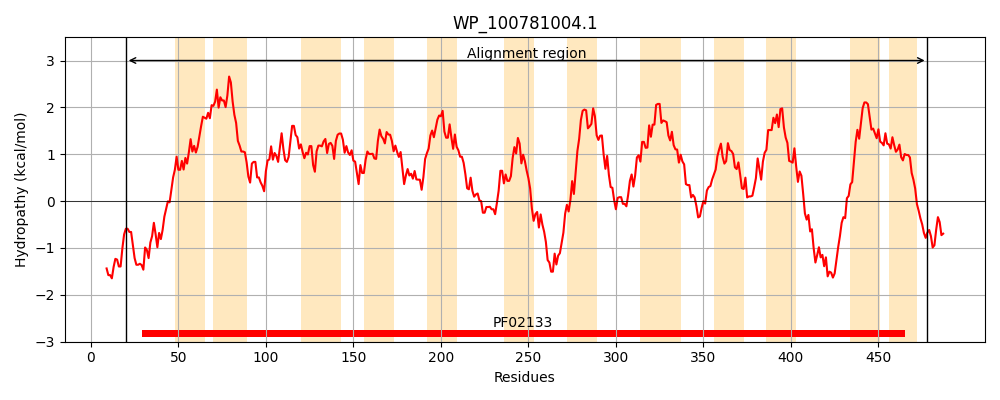 WP_100781004.1
Alignment region
PF02133
Hydropathy (kcal/mol)
3
2
1
0
−1
−2
−3
0 50 100 150 200 250 300 350 400 450
Residues